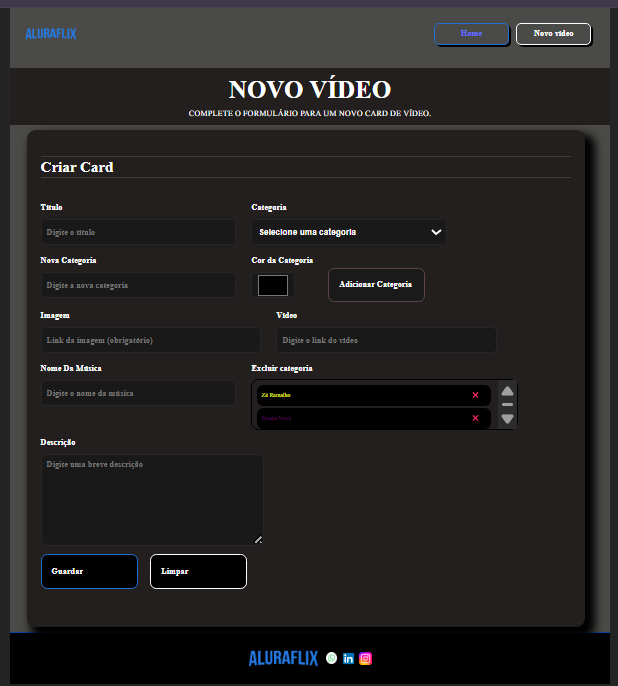 ALURAFLIX
Home
Novo vídeo
NOVO VÍDEO
COMPLETE O FORMULÁRIO PARA UM NOVO CARD DE VÍDEO.
Criar Card
Título
Categoria
Digite o título
Selecione uma categoria
Nova Categoria
Cor da Categoria
Digite a nova categoria
Adicionar Categoria
Imagem
Vídeo
Link da imagem (obrigatório)
Digite o link do vídeo
Nome Da Música
Excluir categoria
Digite o nome da música
Zé Ramalho
Descrição
Digite uma breve descrição
Guardar
Limpar
ALURAFLIX